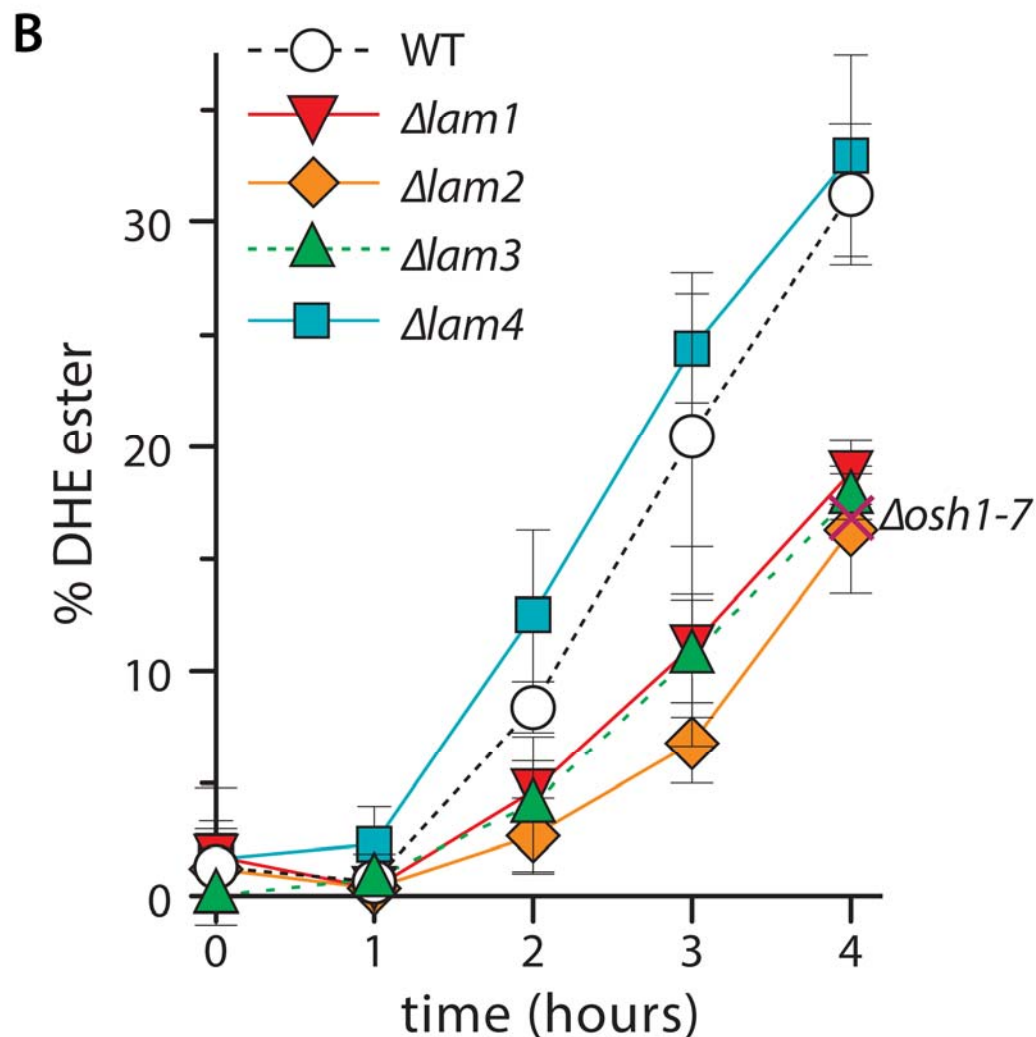 B
WT
Δlam1
Δlam2
Δlam3
Δlam4
% DHE ester
30
20
10
0
Δosh1-7
0 1 2 3 4
time (hours)